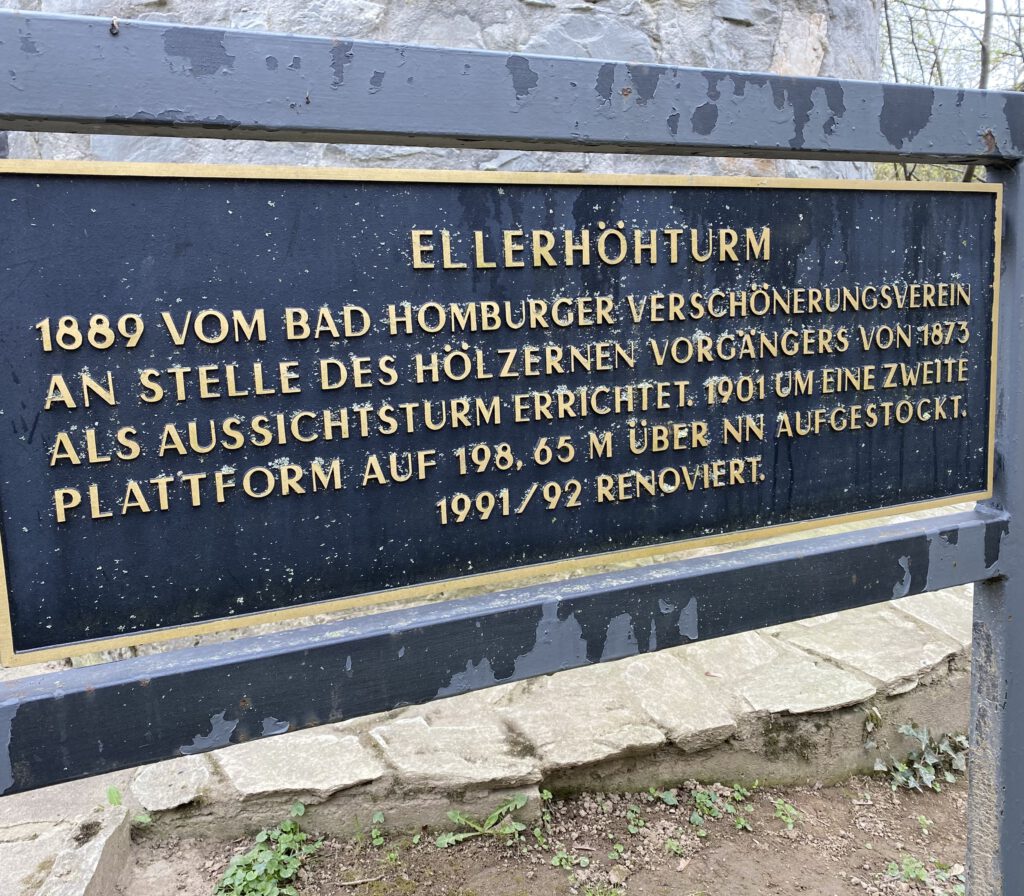 ELLERHÖHTURM
1889 VOM BAD HOMBURGER VERSCHÖNERUNGSVEREIN
AN STELLE DES HÖLZERNEN VORGÄNGERS VON 1873
ALS AUSSICHTSTURM ERRICHTET. 1901 UM EINE ZWEITE
PLATTFORM AUF 198, 65 M ÜBER NN AUFGESTOCKT.
1991/92 RENOVIERT.